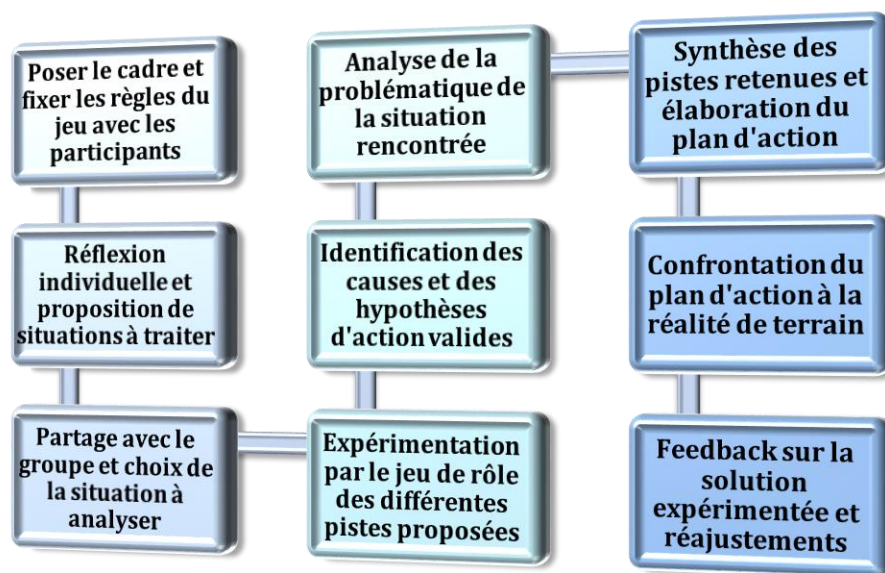 Poser le cadre et
fixer les règles du
jeu avec les
participants
Réflexion
individuelle et
proposition de
situations à traiter
Partage avec le
groupe et choix de
la situation à
analyser
Expérimentation
par le jeu de rôle
des différentes
pistes proposées
Identification des
causes et des
hypothèses
d'action valides
Analyse de la
problématique de
la situation
rencontrée
Synthèse des
pistes retenues et
élaboration du
plan d'action
Confrontation du
plan d'action à la
réalité de terrain
Feedback sur la
solution
expérimentée et
réajustements